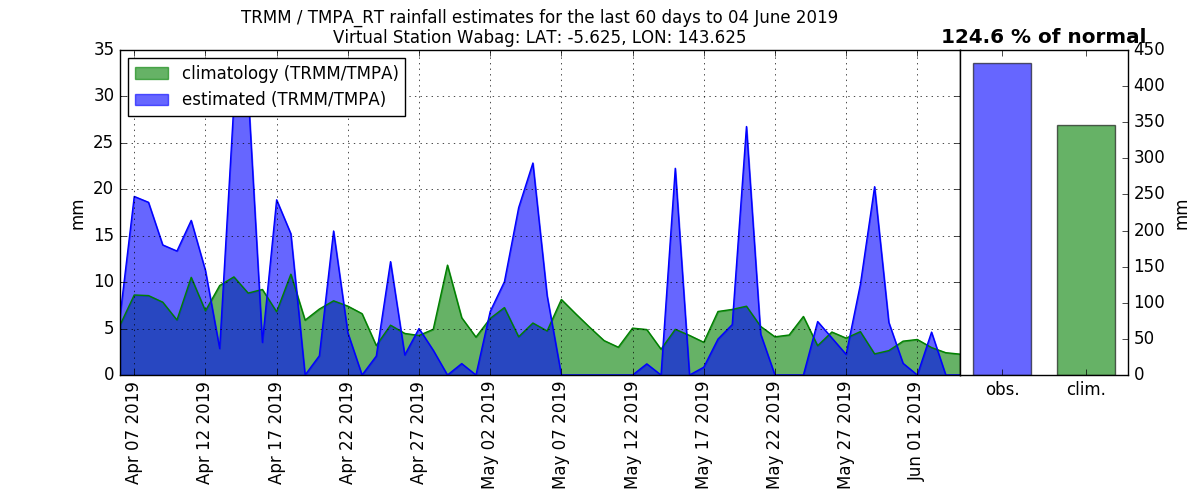 TRMM / TMPA_RT rainfall estimates for the last 60 days to 04 June 2019
Virtual Station Wabag: LAT: -5.625, LON: 143.625
124.6 % of normal
climatology (TRMM/TMPA)
estimated (TRMM/TMPA)
35
30
25
20
15
10
5
0
mm
Apr 07 2019
Apr 12 2019
Apr 17 2019
Apr 22 2019
Apr 27 2019
May 02 2019
May 07 2019
May 12 2019
May 17 2019
May 22 2019
May 27 2019
Jun 01 2019
450
400
350
300
250
200
150
100
50
0
mm
obs.
clim.